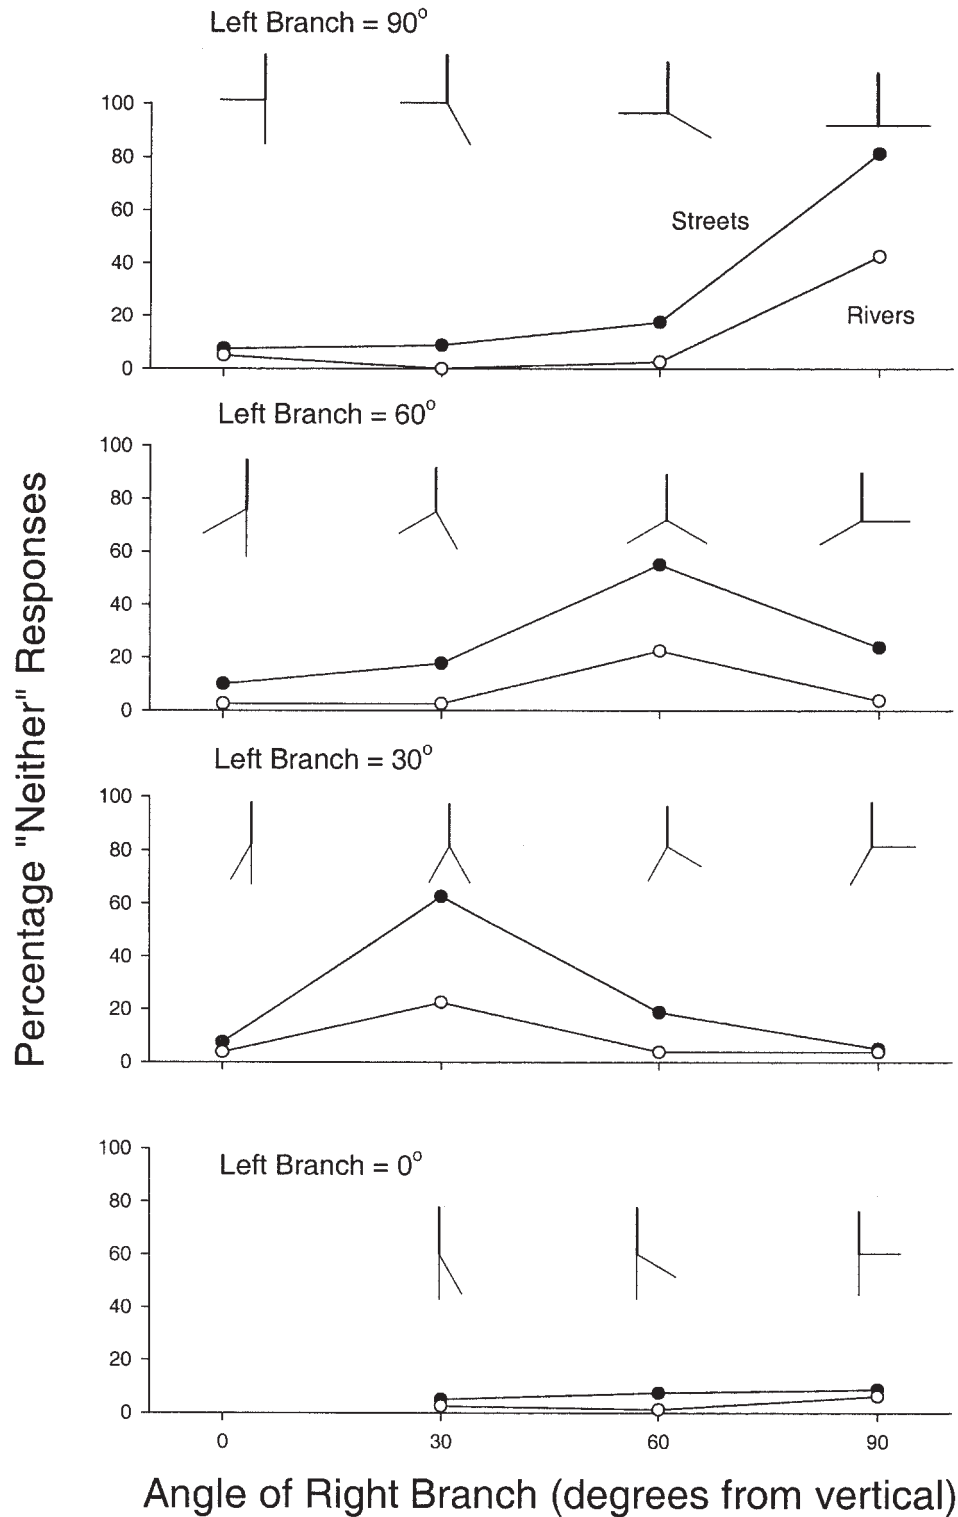 Left Branch = 90°
100
80
60
40
20
0
Streets
Rivers
Left Branch = 60°
100
80
60
40
20
0
Left Branch = 30°
100
80
60
40
20
0
Left Branch = 0°
100
80
60
40
20
0
0 30 60 90
Percentage "Neither" Responses
Angle of Right Branch (degrees from vertical)